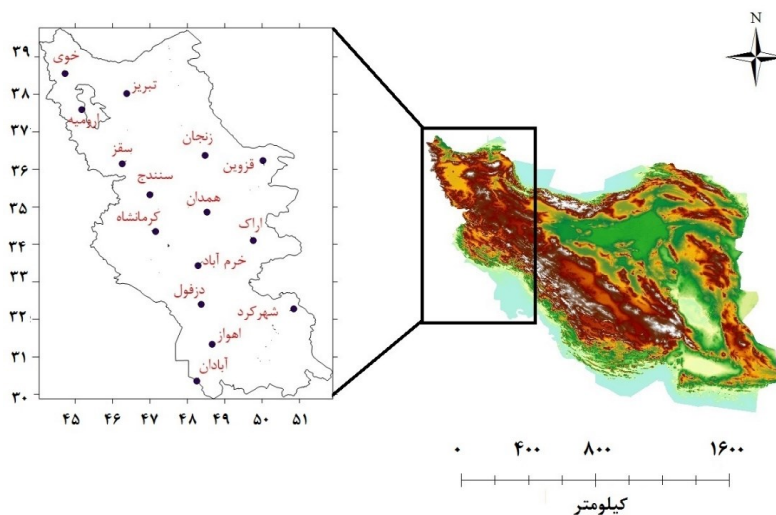 N
۳۹
۳۸
۳۷
۳۶
۳۵
۳۴
۳۳
۳۲
۳۱
۳۰
خوی
تبریز
ارومیه
زنجان
سقز
قزوین
سنندج
همدان
کرمانشاه
اراک
خرم آباد
دزفول
شهرکرد
اهواز
آبادان
۴۵ ۴۶ ۴۷ ۴۸ ۴۹ ۵۰ ۵۱
۰ ۴۰۰ ۸۰۰ ۱۶۰۰
کیلومتر